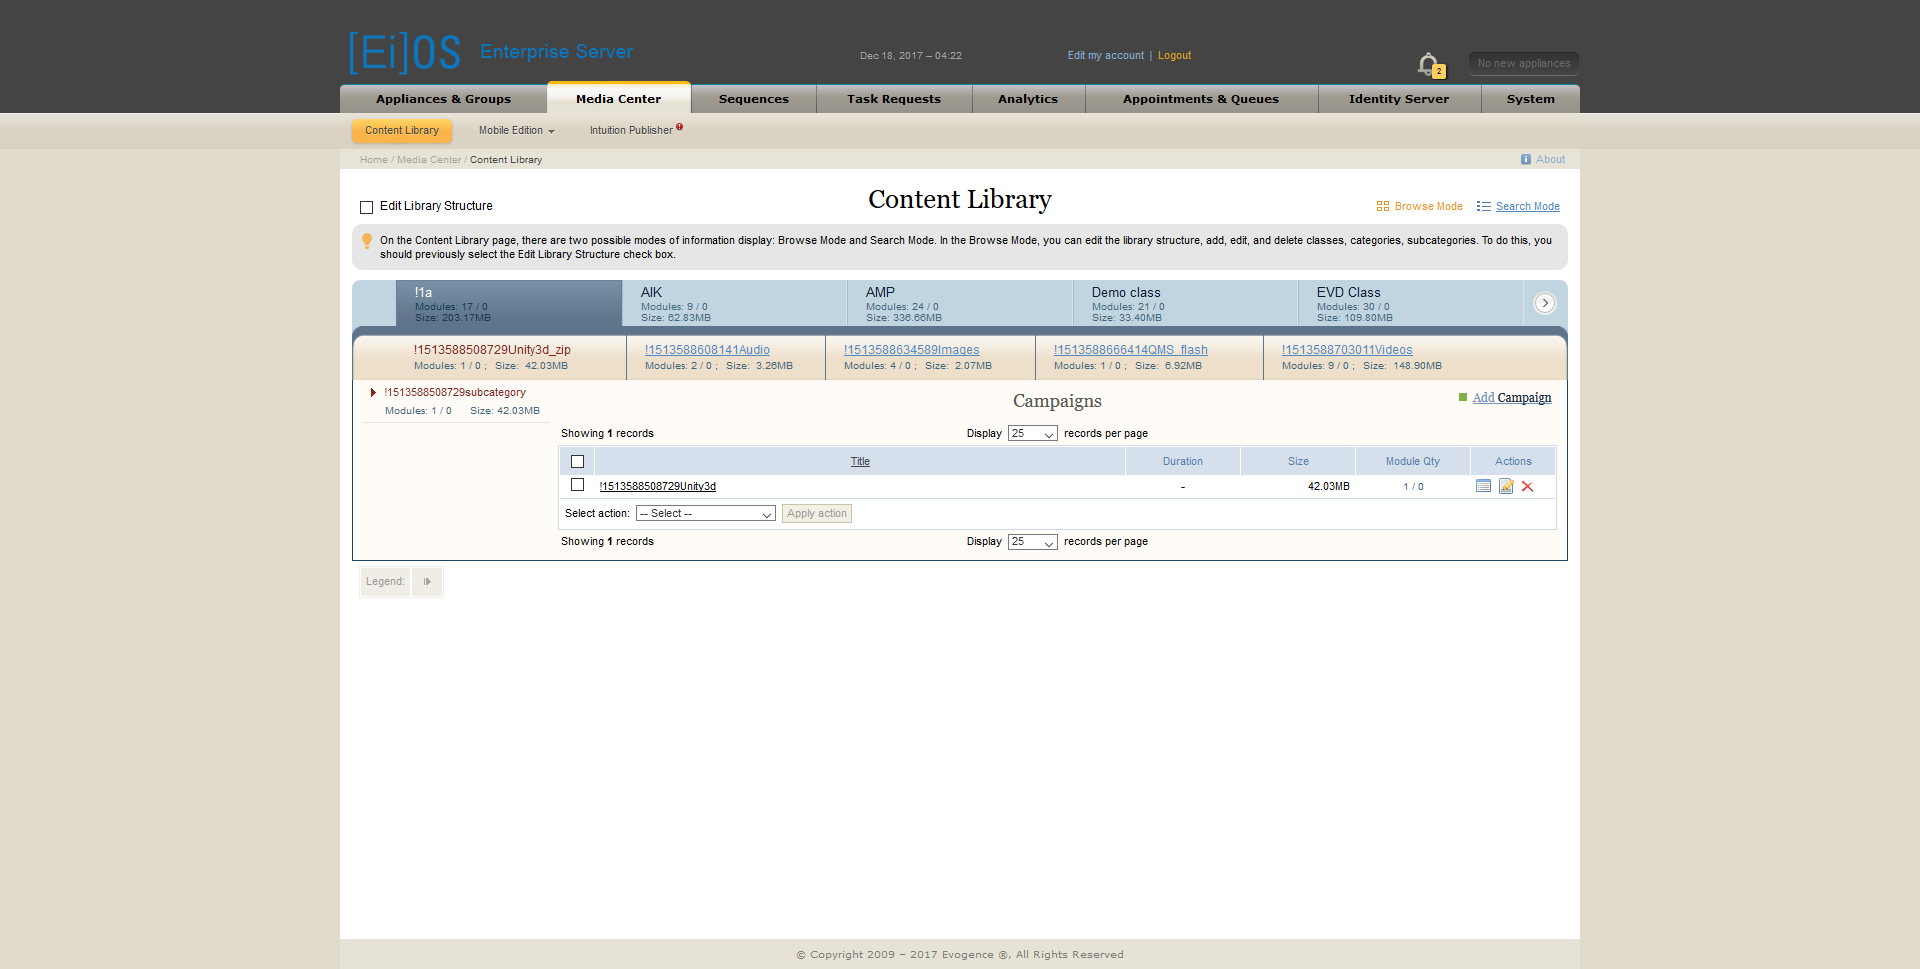 [Ei]OS Enterprise Server
Dec 18, 2017 – 04:22
Edit my account | Logout
2
No new appliances
Appliances & Groups Media Center Sequences Task Requests Analytics Appointments & Queues Identity Server System
Content Library Mobile Edition Intuition Publisher
Home / Media Center / Content Library
About
Edit Library Structure
Content Library
Browse Mode Search Mode
On the Content Library page, there are two possible modes of information display: Browse Mode and Search Mode. In the Browse Mode, you can edit the library structure, add, edit, and delete classes, categories, subcategories. To do this, you
should previously select the Edit Library Structure check box.
!1a
Modules: 17 / 0
Size: 203.17MB
AIK
Modules: 9 / 0
Size: 62.83MB
AMP
Modules: 24 / 0
Size: 336.66MB
Demo class
Modules: 21 / 0
Size: 33.40MB
EVD Class
Modules: 30 / 0
Size: 109.80MB
!1513588508729Unity3d_zip
Modules: 1 / 0 ; Size: 42.03MB
!1513588608141Audio
Modules: 2 / 0 ; Size: 3.26MB
!1513588634589Images
Modules: 4 / 0 ; Size: 2.07MB
!1513588666414QMS_flash
Modules: 1 / 0 ; Size: 6.92MB
!1513588703011Videos
Modules: 9 / 0 ; Size: 148.90MB
!1513588508729subcategory
Modules: 1 / 0 Size: 42.03MB
Campaigns
Add Campaign
Showing 1 records
Display 25 records per page
Title Duration Size Module Qty Actions
!1513588508729Unity3d - 42.03MB 1 / 0
Select action: -- Select -- Apply action
Showing 1 records
Display 25 records per page
Legend:
© Copyright 2009 – 2017 Evogence ®, All Rights Reserved